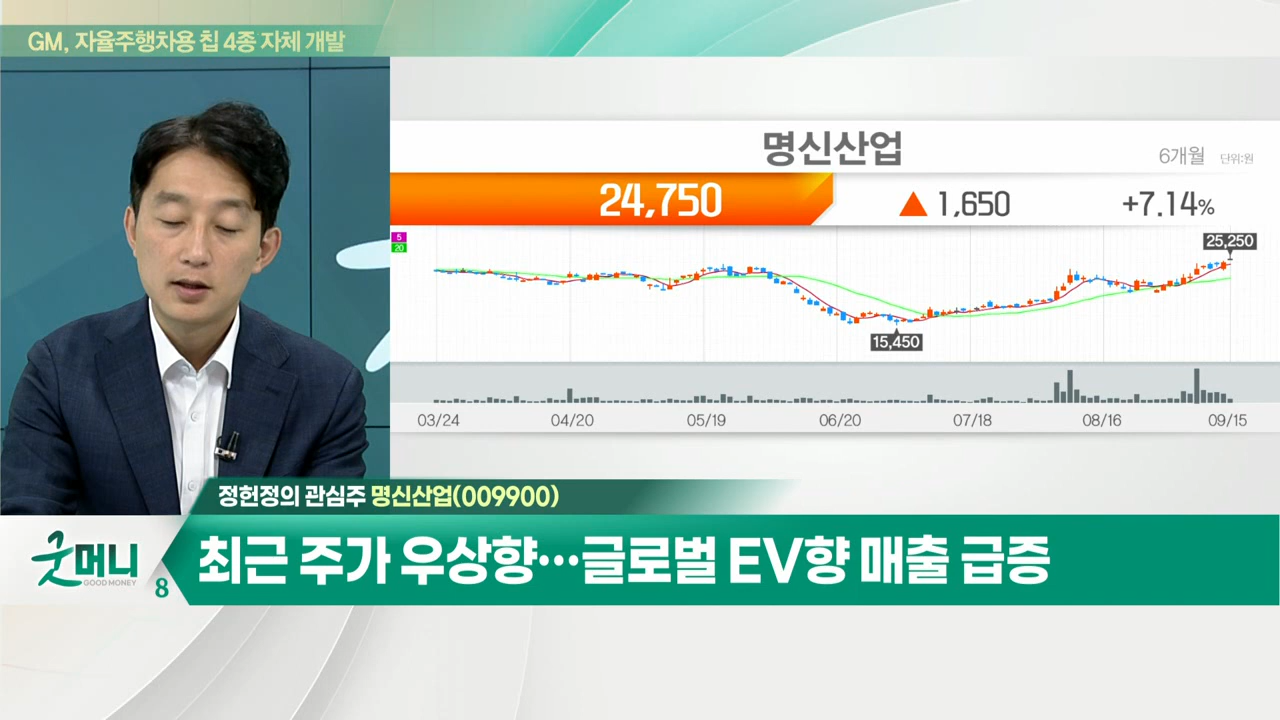 GM, 자율주행차용 칩 4종 자체 개발
명신산업
6개월 단위:원
24,750 ▲ 1,650 +7.14%
5
20
25,250
15,450
03/24 04/20 05/19 06/20 07/18 08/16 09/15
정헌정의 관심주 명신산업(009900)
굿머니
GOOD MONEY
8
최근 주가 우상향…글로벌 EV향 매출 급증